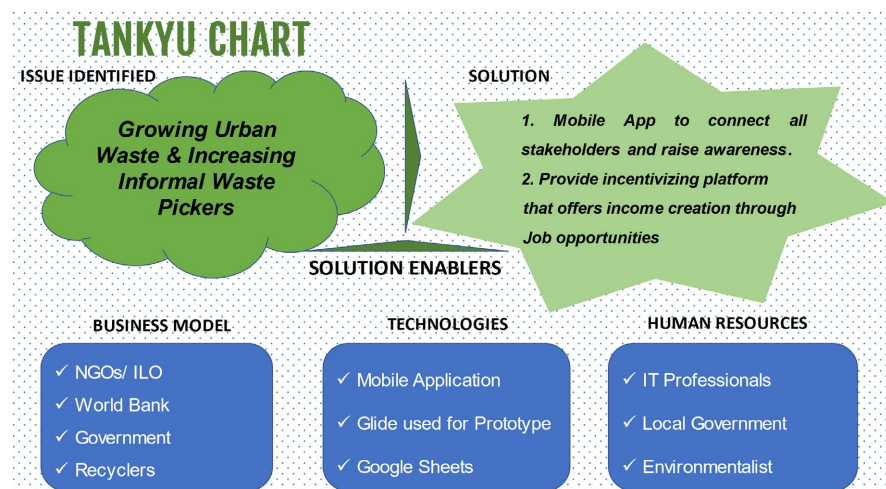 TANKYU CHART
ISSUE IDENTIFIED
Growing Urban
Waste & Increasing
Informal Waste
Pickers
SOLUTION
1. Mobile App to connect all
stakeholders and raise awareness.
2. Provide incentivizing platform
that offers income creation through
Job opportunities
SOLUTION ENABLERS
BUSINESS MODEL
✓ NGOs/ ILO
✓ World Bank
✓ Government
✓ Recyclers
TECHNOLOGIES
✓ Mobile Application
✓ Glide used for Prototype
✓ Google Sheets
HUMAN RESOURCES
✓ IT Professionals
✓ Local Government
✓ Environmentalist